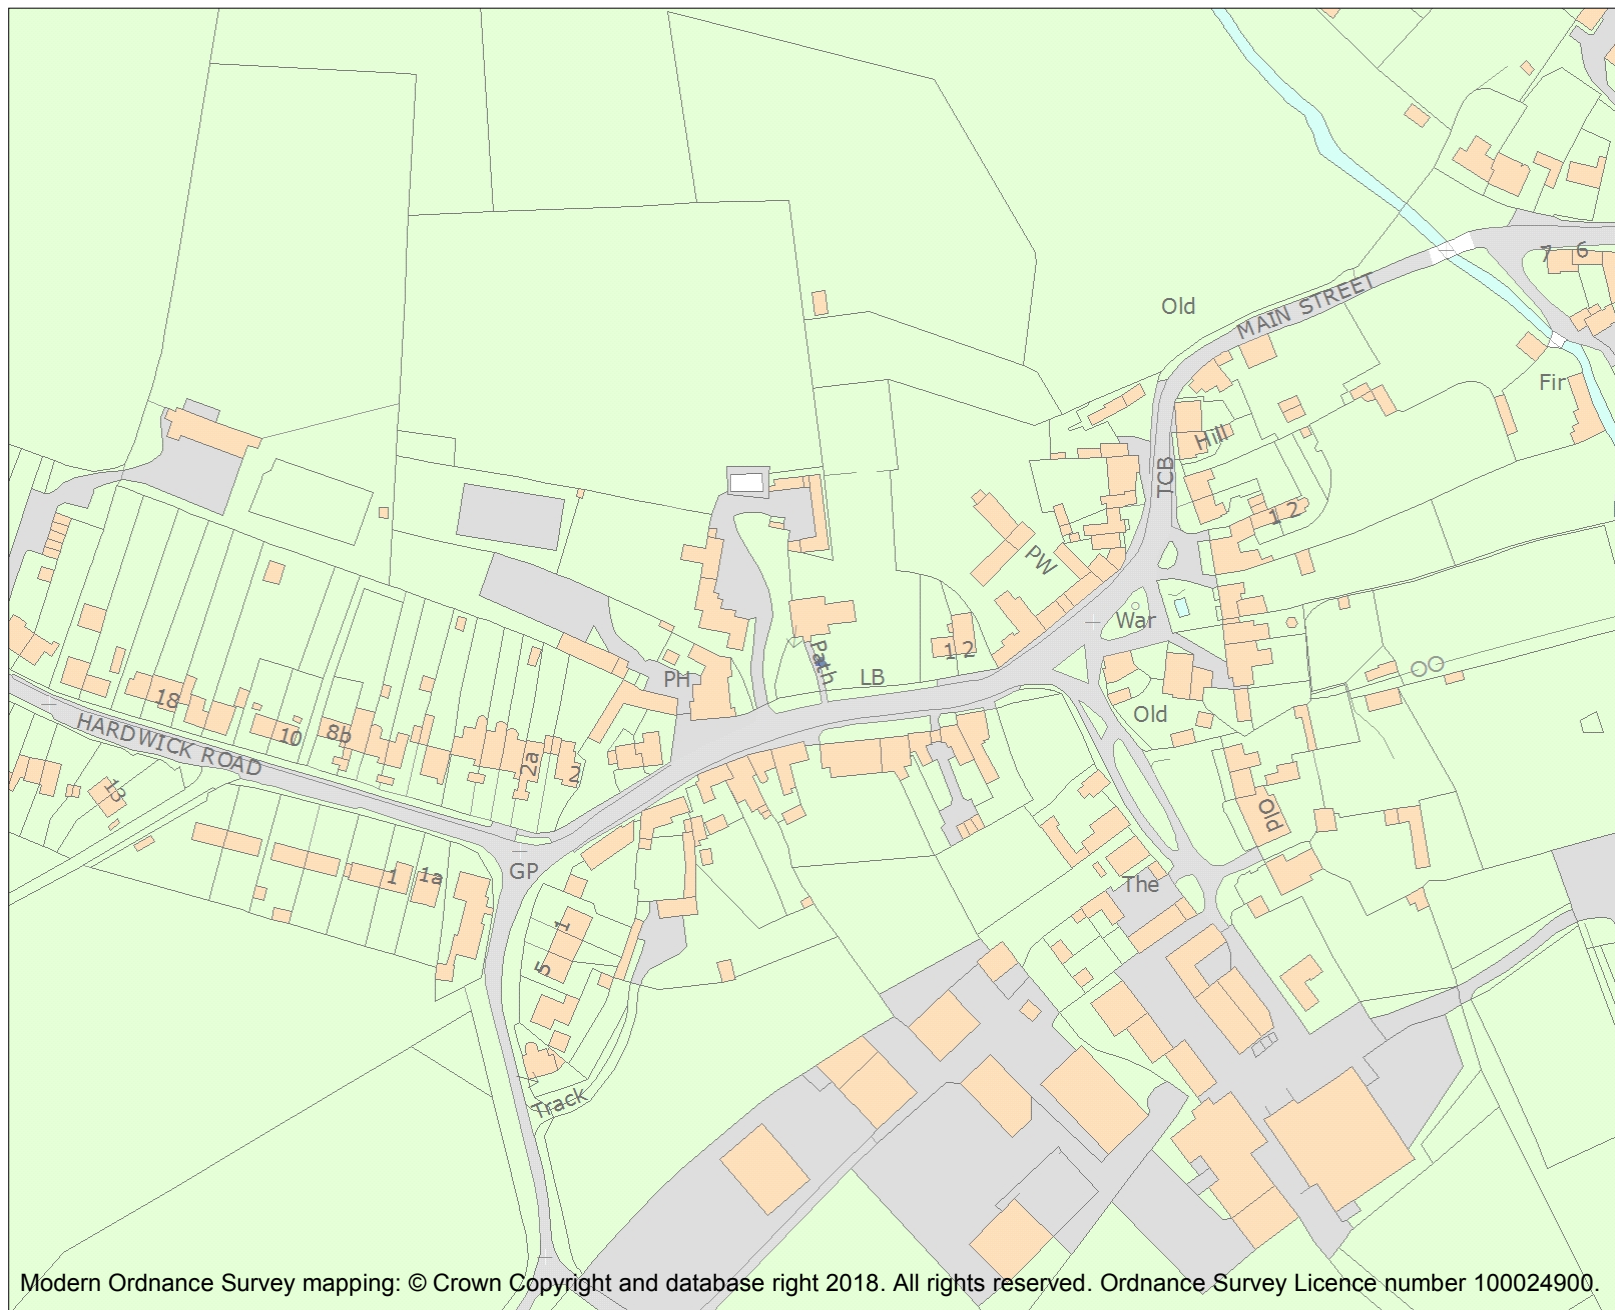 7
6
Old
MAIN STREET
Fir
Hill
TCB
1 2
PW
War
1 2
Path
LB
PH
Old
18
10
8b
HARDWICK ROAD
2a
2
13
Old
GP
The
1
1a
1
5
Track
Modern Ordnance Survey mapping: © Crown Copyright and database right 2018. All rights reserved. Ordnance Survey Licence number 100024900.